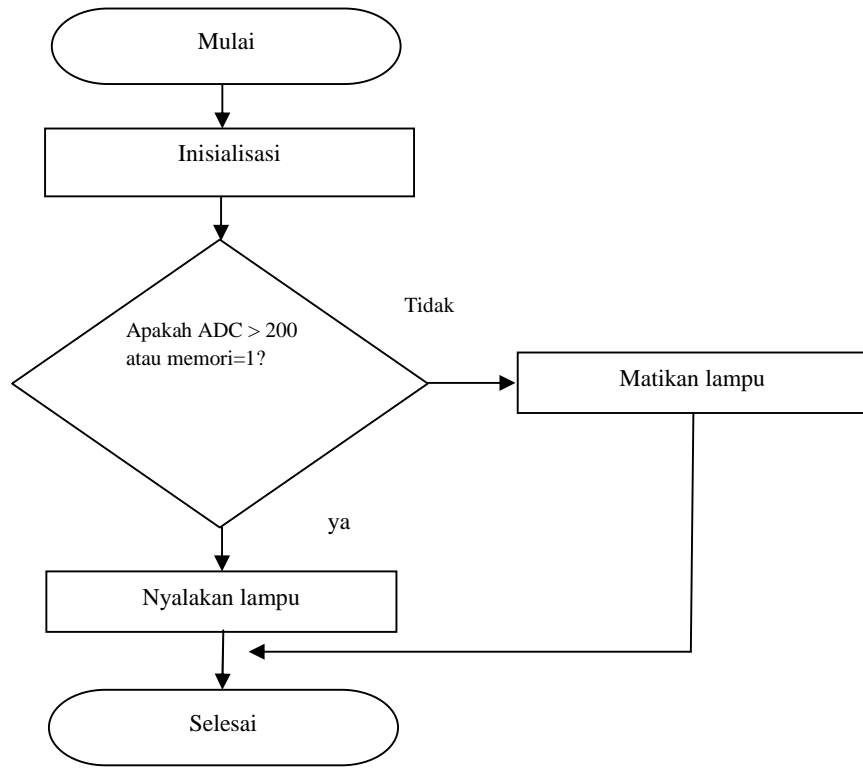 Mulai
Inisialisasi
Tidak
Apakah ADC > 200
atau memori=1?
Matikan lampu
ya
Nyalakan lampu
Selesai